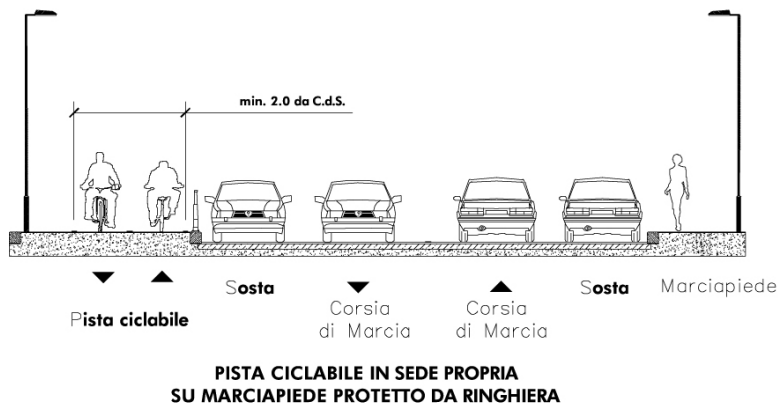 min. 2.0 da C.d.S.
Sosta
Sosta
Marciapiede
Pista ciclabile
Corsia
di Marcia
Corsia
di Marcia
PISTA CICLABILE IN SEDE PROPRIA
SU MARCIAPIEDE PROTETTO DA RINGHIERA